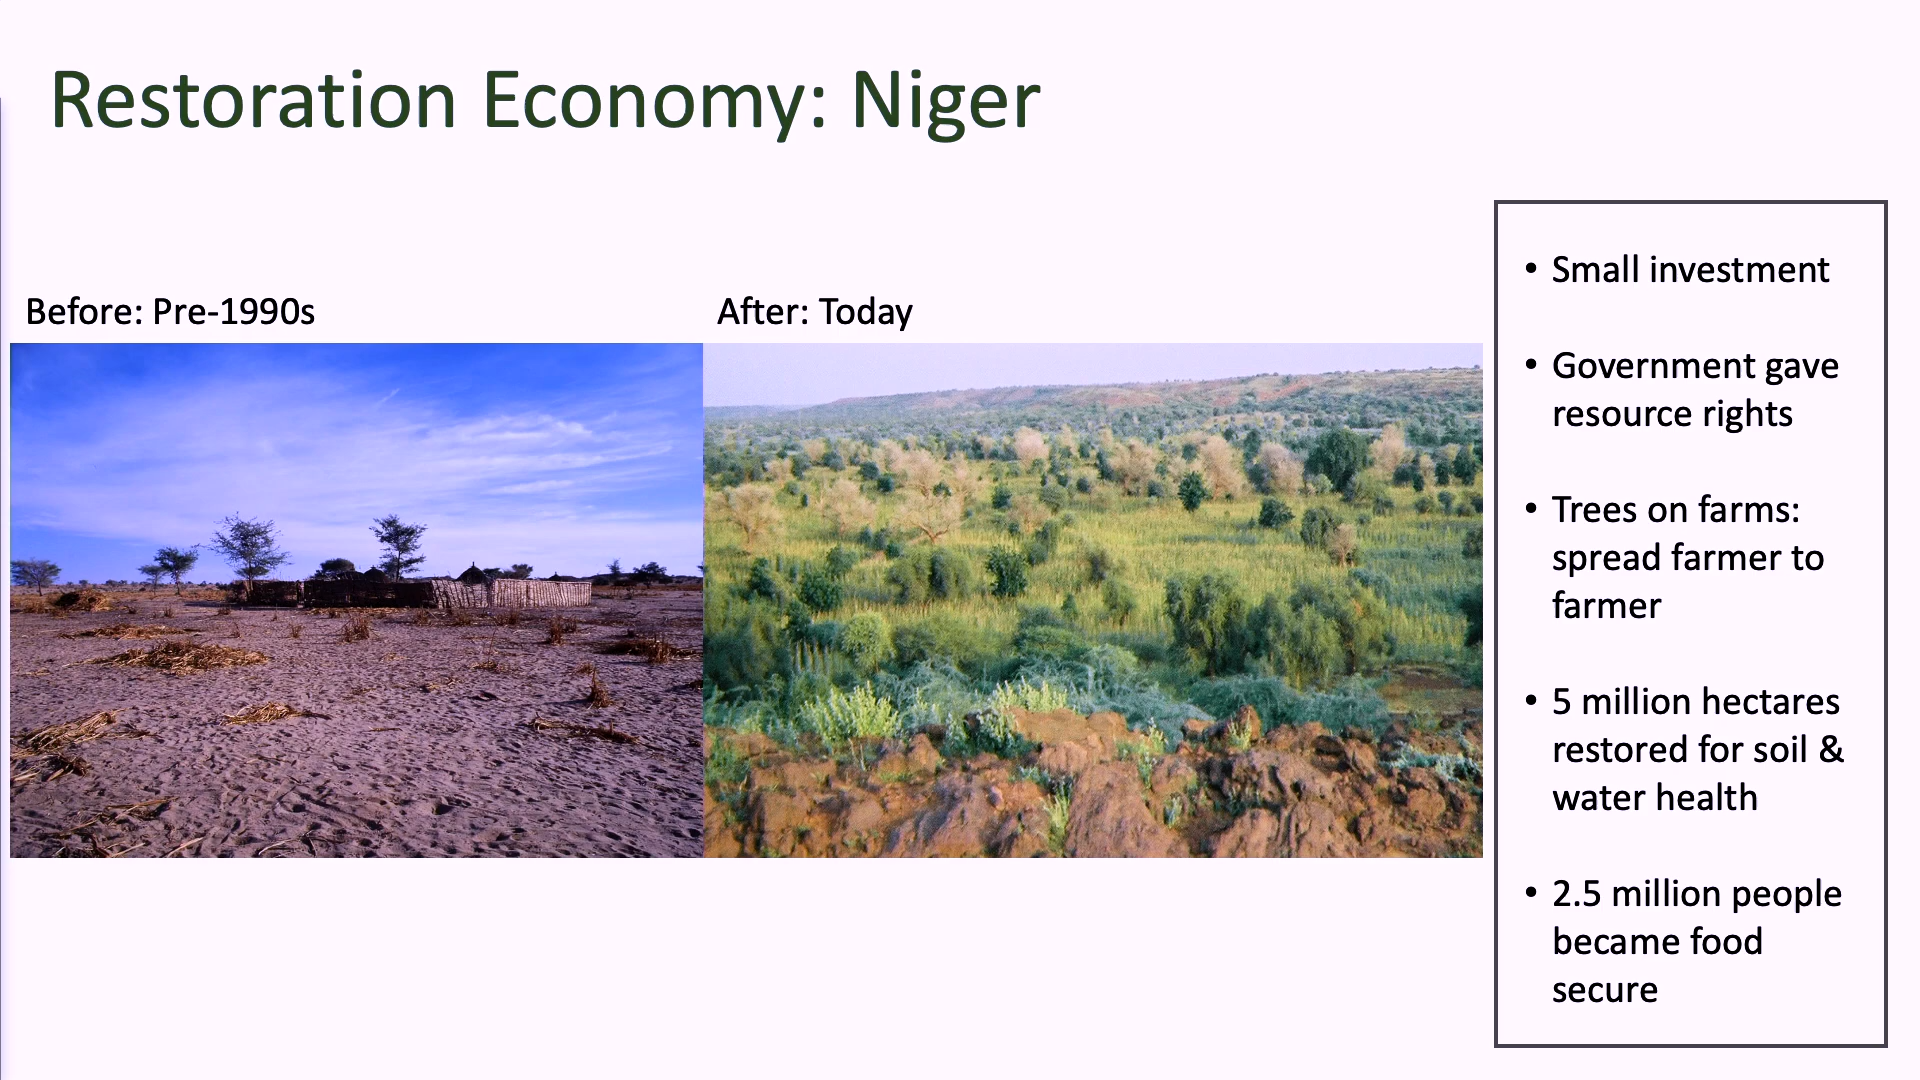 Restoration Economy: Niger
Before: Pre-1990s
After: Today
• Small investment
• Government gave
resource rights
• Trees on farms:
spread farmer to
farmer
• 5 million hectares
restored for soil &
water health
• 2.5 million people
became food
secure